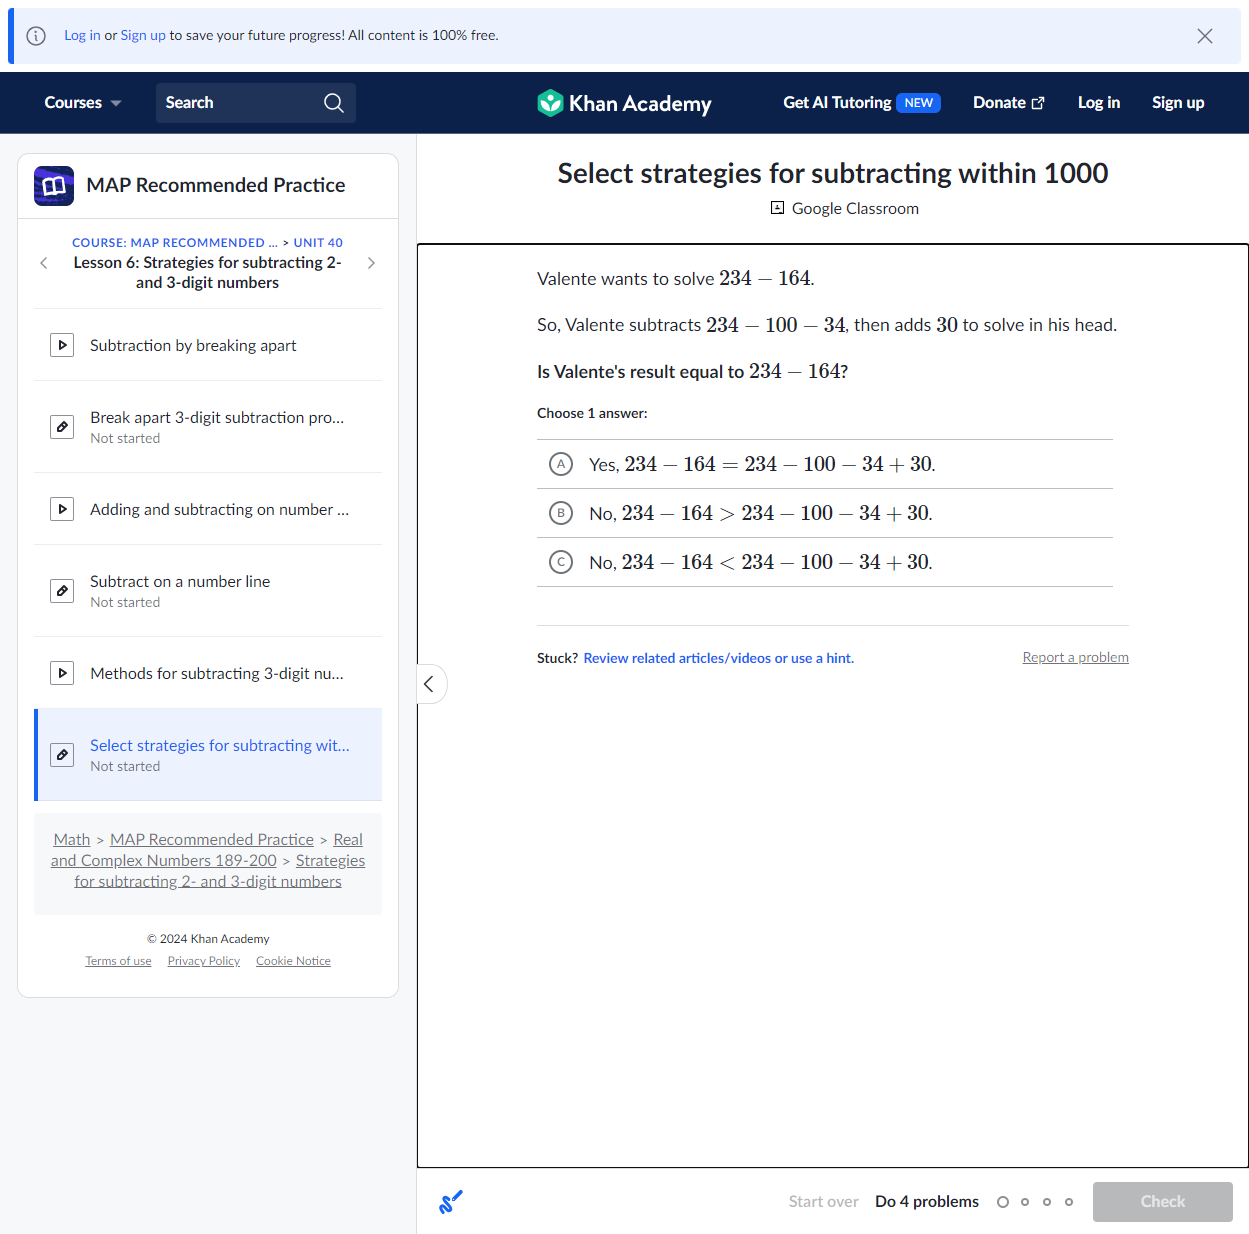 Log in or Sign up to save your future progress! All content is 100% free.
Courses
Search
Khan Academy
Get AI Tutoring NEW
Donate
Log in
Sign up
MAP Recommended Practice
COURSE: MAP RECOMMENDED ... > UNIT 40
Lesson 6: Strategies for subtracting 2-
and 3-digit numbers
Subtraction by breaking apart
Break apart 3-digit subtraction pro...
Not started
Adding and subtracting on number ...
Subtract on a number line
Not started
Methods for subtracting 3-digit nu...
Select strategies for subtracting wit...
Not started
Math > MAP Recommended Practice > Real
and Complex Numbers 189-200 > Strategies
for subtracting 2- and 3-digit numbers
© 2024 Khan Academy
Terms of use Privacy Policy Cookie Notice
Select strategies for subtracting within 1000
Google Classroom
Valente wants to solve 234 − 164.
So, Valente subtracts 234 − 100 − 34, then adds 30 to solve in his head.
Is Valente's result equal to 234 − 164?
Choose 1 answer:
A Yes, 234 − 164 = 234 − 100 − 34 + 30.
B No, 234 − 164 > 234 − 100 − 34 + 30.
C No, 234 − 164 < 234 − 100 − 34 + 30.
Stuck? Review related articles/videos or use a hint.
Report a problem
Start over Do 4 problems Check